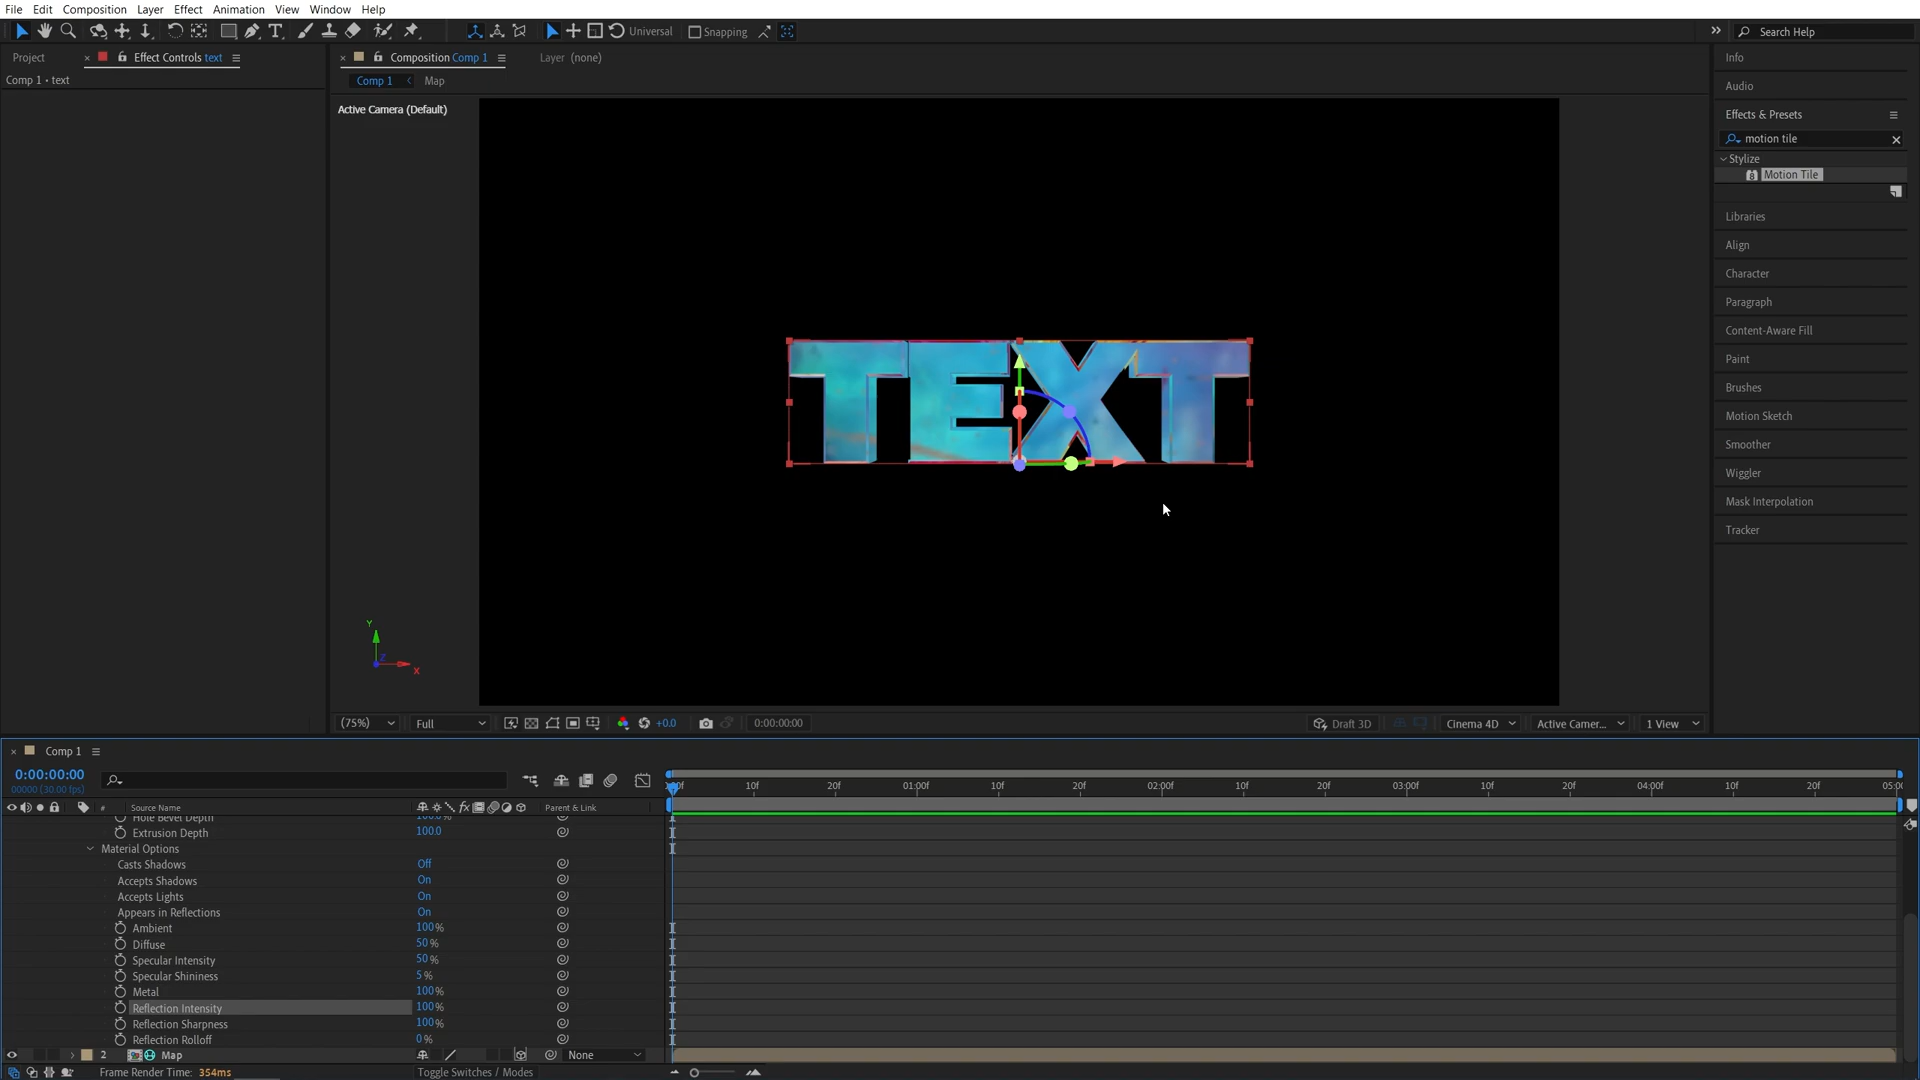 File Edit Composition Layer Effect Animation View Window Help
Universal Snapping Search Help
Project Effect Controls text
Comp 1 • text
Composition Comp 1 Layer (none)
Comp 1 Map
Active Camera (Default)
TEXT
Y
Z
X
(75%) Full +0.0 0:00:00:00 Draft 3D Cinema 4D Active Camer... 1 View
Info
Audio
Effects & Presets
motion tile
Stylize
Motion Tile
Libraries
Align
Character
Paragraph
Content-Aware Fill
Paint
Brushes
Motion Sketch
Smoother
Wiggler
Mask Interpolation
Tracker
Comp 1
0:00:00:00
00000 (30.00 fps)
10f 20f 01:00f 10f 20f 02:00f 10f 20f 03:00f 10f 20f 04:00f 10f 20f
# Source Name Parent & Link
Hole Bevel Depth 100.0%
Extrusion Depth 100.0
Material Options
Casts Shadows Off
Accepts Shadows On
Accepts Lights On
Appears in Reflections On
Ambient 100%
Diffuse 50%
Specular Intensity 50%
Specular Shininess 5%
Metal 100%
Reflection Intensity 100%
Reflection Sharpness 100%
Reflection Rolloff 0%
2 Map None
Frame Render Time: 354ms Toggle Switches / Modes